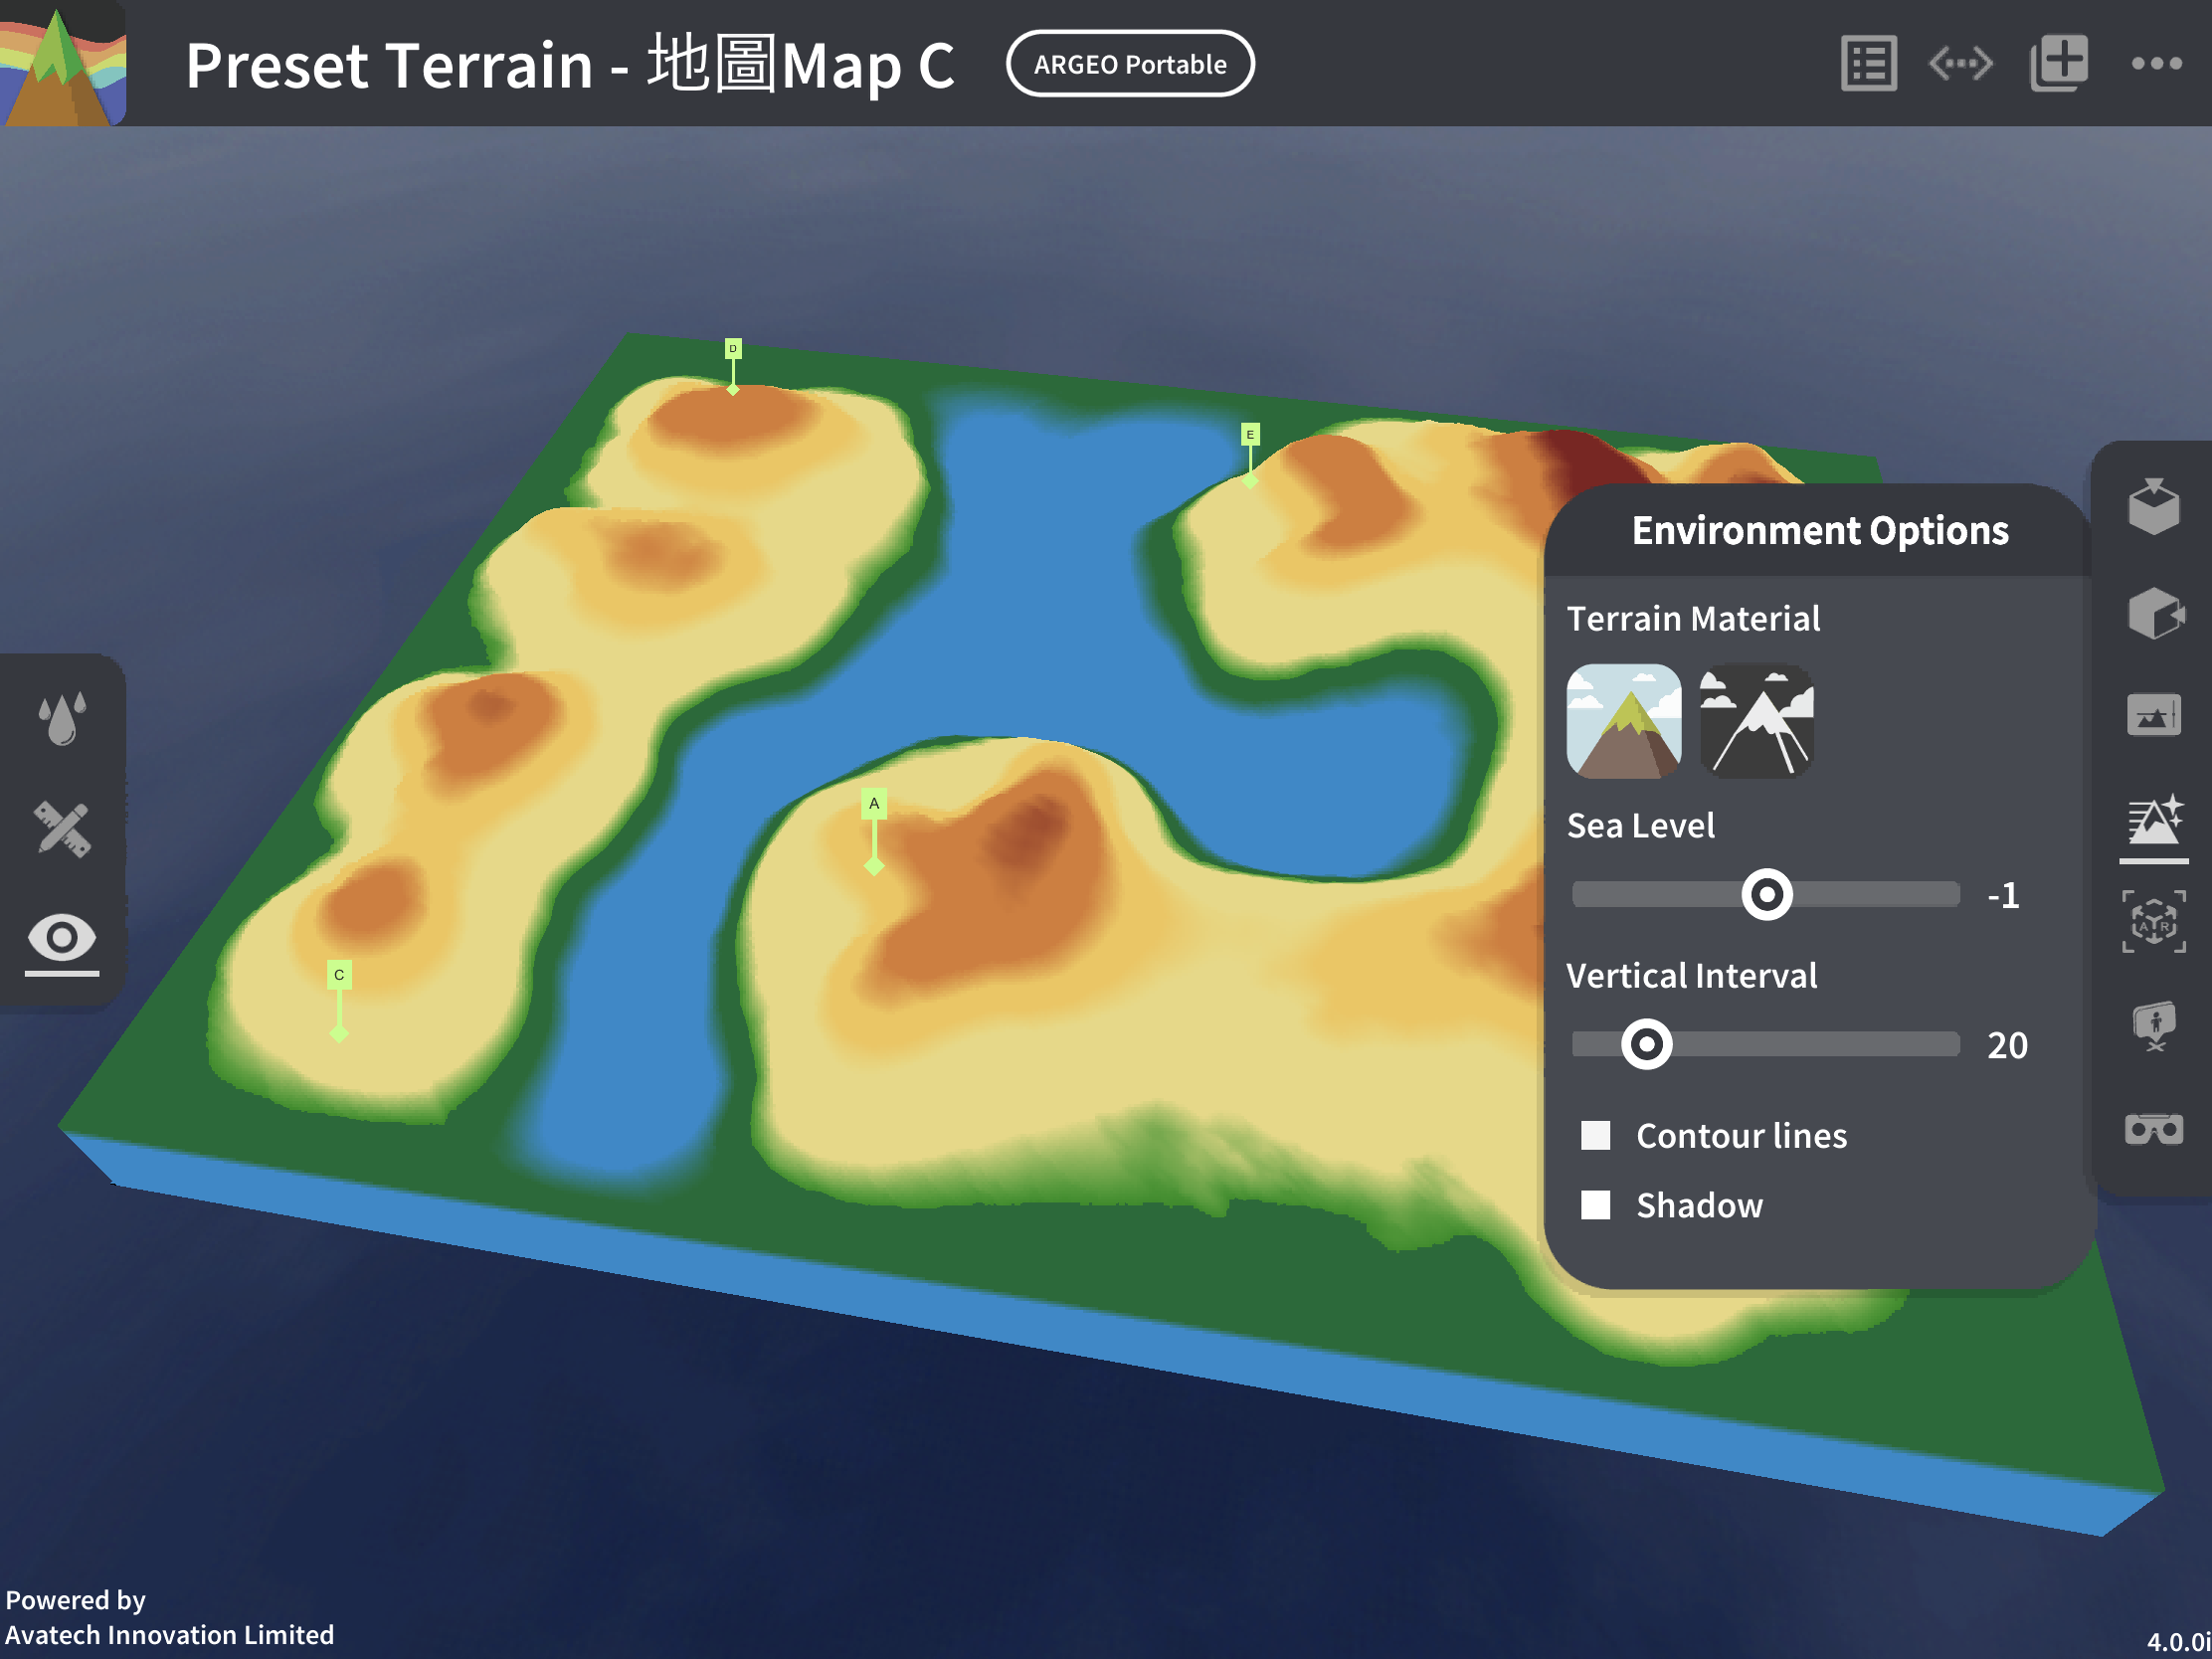 Preset Terrain - 地圖Map C
ARGEO Portable
D
E
A
C
Environment Options
Terrain Material
Sea Level
-1
Vertical Interval
20
Contour lines
Shadow
A R
Powered by
Avatech Innovation Limited
4.0.0i